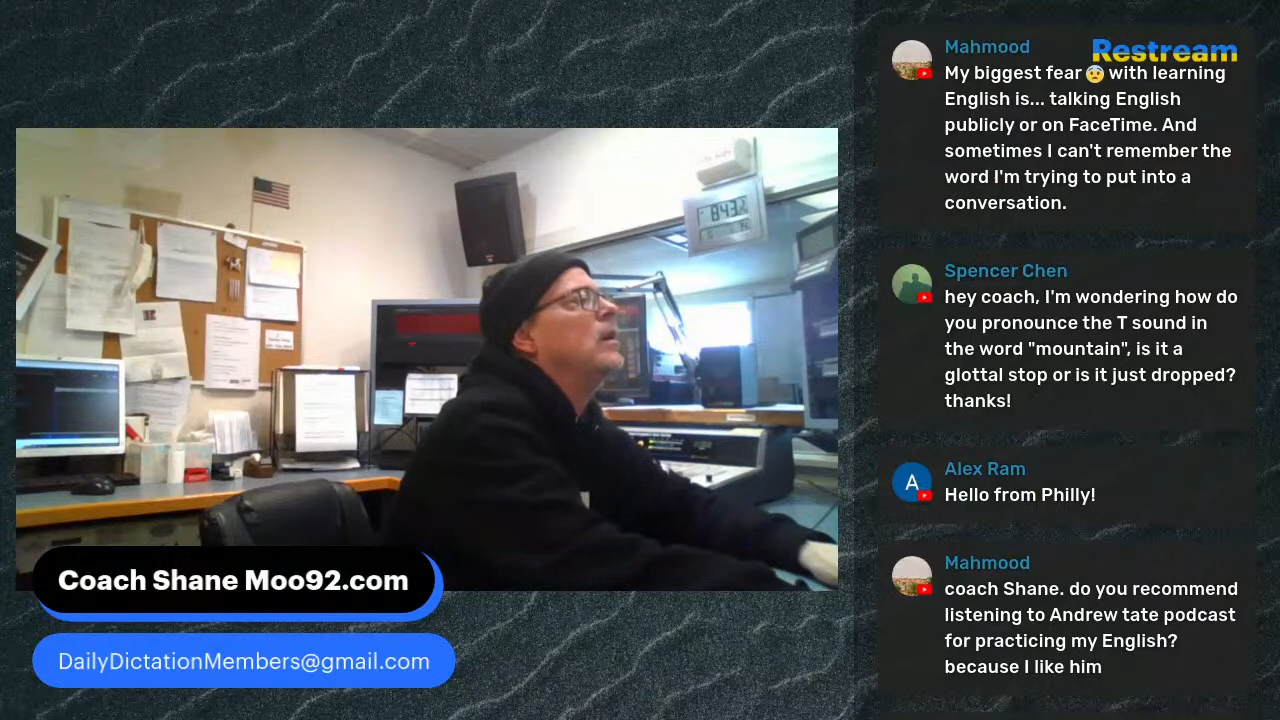 Restream
Mahmood
My biggest fear 😨 with learning
English is... talking English
publicly or on FaceTime. And
sometimes I can't remember the
word I'm trying to put into a
conversation.
Spencer Chen
hey coach, I'm wondering how do
you pronounce the T sound in
the word "mountain", is it a
glottal stop or is it just dropped?
thanks!
A
Alex Ram
Hello from Philly!
Mahmood
coach Shane. do you recommend
listening to Andrew tate podcast
for practicing my English?
because I like him
Coach Shane Moo92.com
DailyDictationMembers@gmail.com